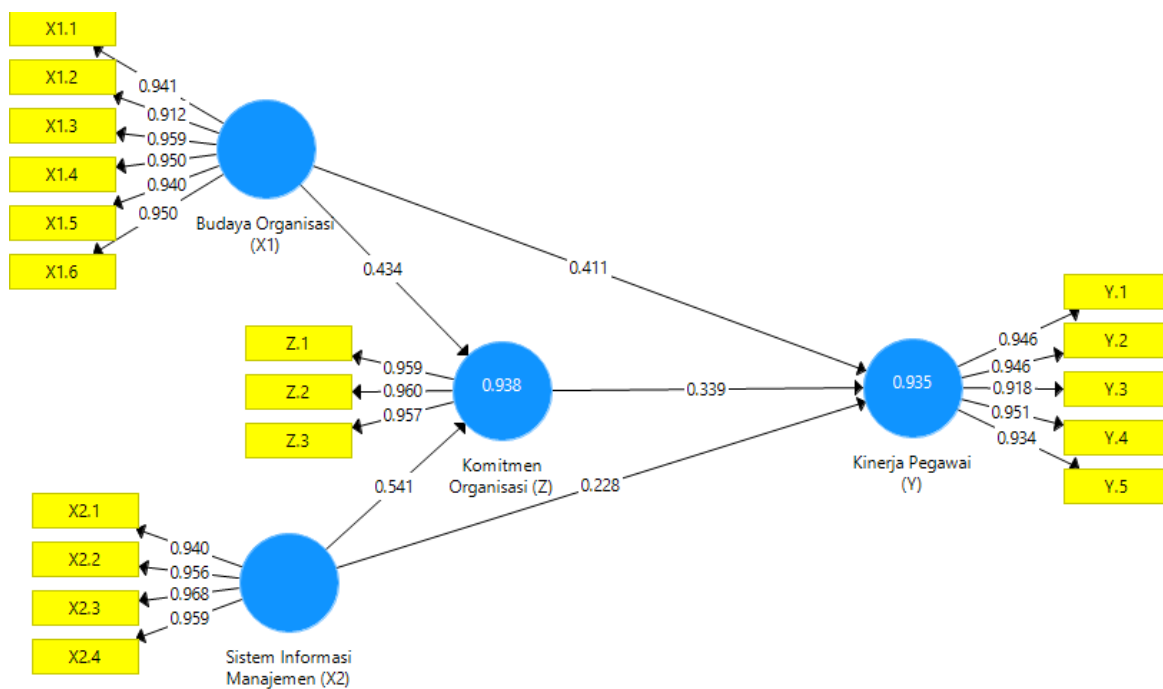 X1.1
X1.2
X1.3
X1.4
X1.5
X1.6
0.941
0.912
0.959
0.950
0.940
0.950
Budaya Organisasi
(X1)
0.434
0.411
Z.1
Z.2
Z.3
0.959
0.960
0.957
0.938
Komitmen
Organisasi (Z)
0.339
0.541
0.228
0.935
Kinerja Pegawai
(Y)
0.946
0.946
0.918
0.951
0.934
Y.1
Y.2
Y.3
Y.4
Y.5
X2.1
X2.2
X2.3
X2.4
0.940
0.956
0.968
0.959
Sistem Informasi
Manajemen (X2)